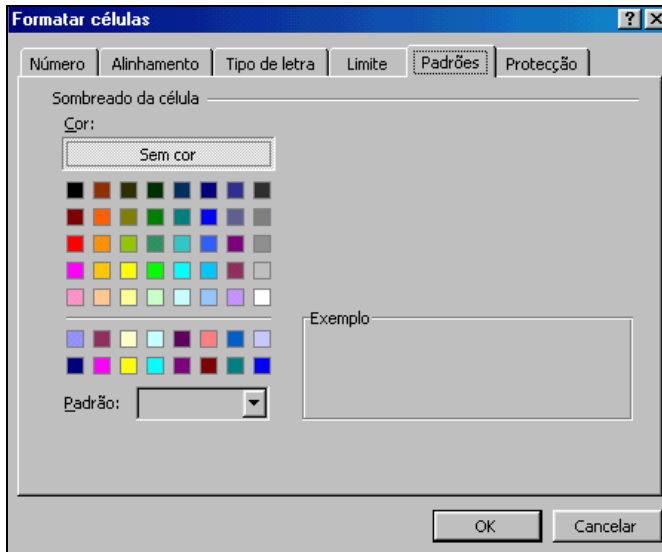 Formatar células
Número Alinhamento Tipo de letra Limite Padrões Protecção
Sombreado da célula
Cor:
Sem cor
Exemplo
Padrão:
OK Cancelar